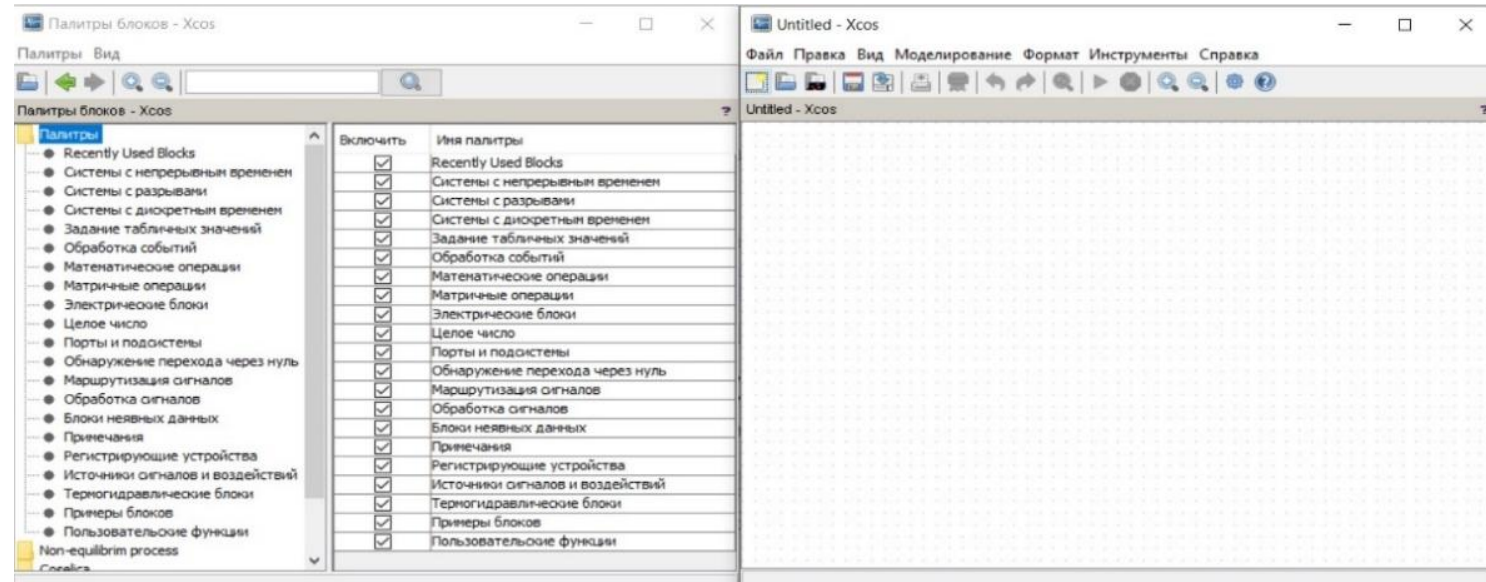 Палитры блоков - Xcos
Палитры Вид
Палитры блоков - Xcos ?
Палитры
Recently Used Blocks
Системы с непрерывным временем
Системы с разрывами
Системы с дискретным временем
Задание табличных значений
Обработка событий
Математические операции
Матричные операции
Электрические блоки
Целое число
Порты и подсистемы
Обнаружение перехода через нуль
Маршрутизация сигналов
Обработка сигналов
Блоки неявных данных
Примечания
Регистрирующие устройства
Источники сигналов и воздействий
Термогидравлические блоки
Примеры блоков
Пользовательские функции
Non-equilibrim process
Coselica
Включить Имя палитры
Recently Used Blocks
Системы с непрерывным временем
Системы с разрывами
Системы с дискретным временем
Задание табличных значений
Обработка событий
Математические операции
Матричные операции
Электрические блоки
Целое число
Порты и подсистемы
Обнаружение перехода через нуль
Маршрутизация сигналов
Обработка сигналов
Блоки неявных данных
Примечания
Регистрирующие устройства
Источники сигналов и воздействий
Термогидравлические блоки
Примеры блоков
Пользовательские функции
Untitled - Xcos
Файл Правка Вид Моделирование Формат Инструменты Справка
Untitled - Xcos ?